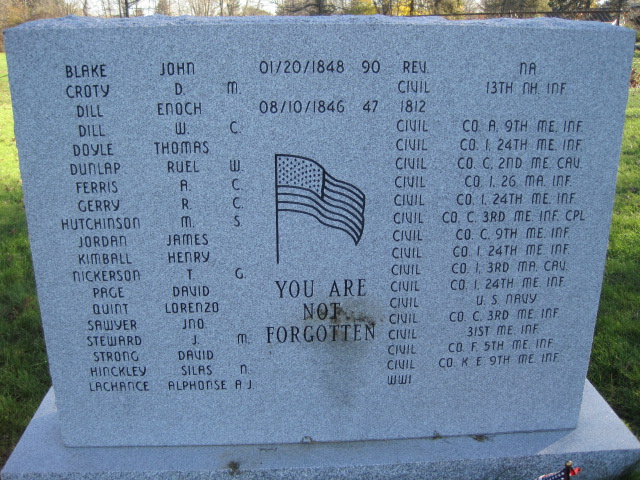 BLAKE JOHN 01/20/1848 90 REV. NA
CROTY D. M. CIVIL 13TH NH. INF.
DILL ENOCH 08/10/1846 47 1812
DILL W. C. CIVIL CO. A. 9TH ME. INF.
DOYLE THOMAS CIVIL CO. I. 24TH ME. INF.
DUNLAP RUEL W. CIVIL CO. C. 2ND ME. CAV.
FERRIS A. C. CIVIL CO. I. 26 MA. INF.
GERRY R. C. CIVIL CO. I. 24TH ME. INF.
HUTCHINSON M. S. CIVIL CO. C. 3RD ME. INF. CPL
JORDAN JAMES CIVIL CO. C. 9TH ME. INF.
KIMBALL HENRY CIVIL CO. I. 24TH ME. INF.
NICKERSON T. G. CIVIL CO. I. 3RD MA. CAV.
PAGE DAVID CIVIL CO. I. 24TH ME. INF.
QUINT LORENZO CIVIL U.S. NAVY
SAWYER JNO. CIVIL CO. C. 3RD ME. INF.
STEWARD J. M. CIVIL 31ST ME. INF.
STRONG DAVID CIVIL CO. F. 5TH ME. INF.
HINCKLEY SILAS N. CIVIL CO. K E 9TH ME. INF.
LACHANCE ALPHONSE A J. WWI
YOU ARE
NOT
FORGOTTEN